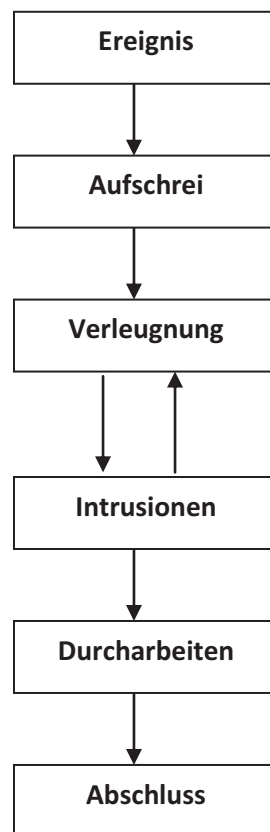 Ereignis
Aufschrei
Verleugnung
Intrusionen
Durcharbeiten
Abschluss